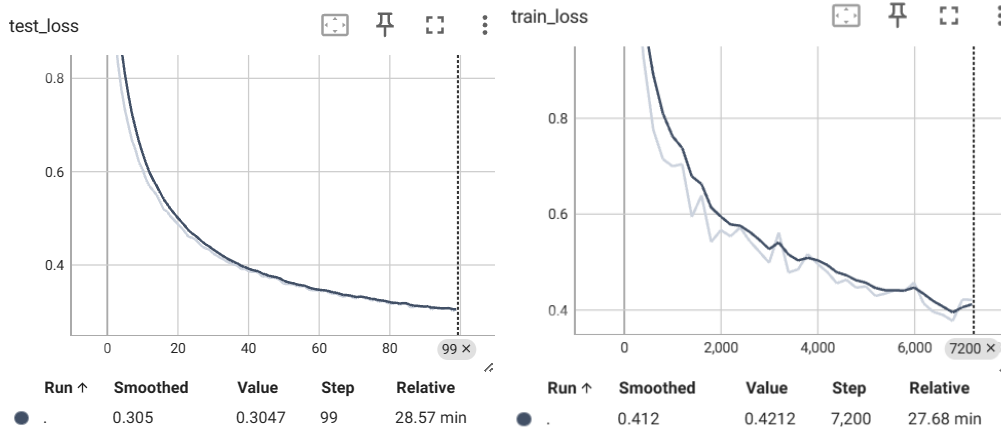 test_loss
0.8
0.6
0.4
0 20 40 60 80 99 ×
Run ↑ Smoothed Value Step Relative
. 0.305 0.3047 99 28.57 min
train_loss
0.8
0.6
0.4
0 2,000 4,000 6,000 7200 ×
Run ↑ Smoothed Value Step Relative
. 0.412 0.4212 7,200 27.68 min